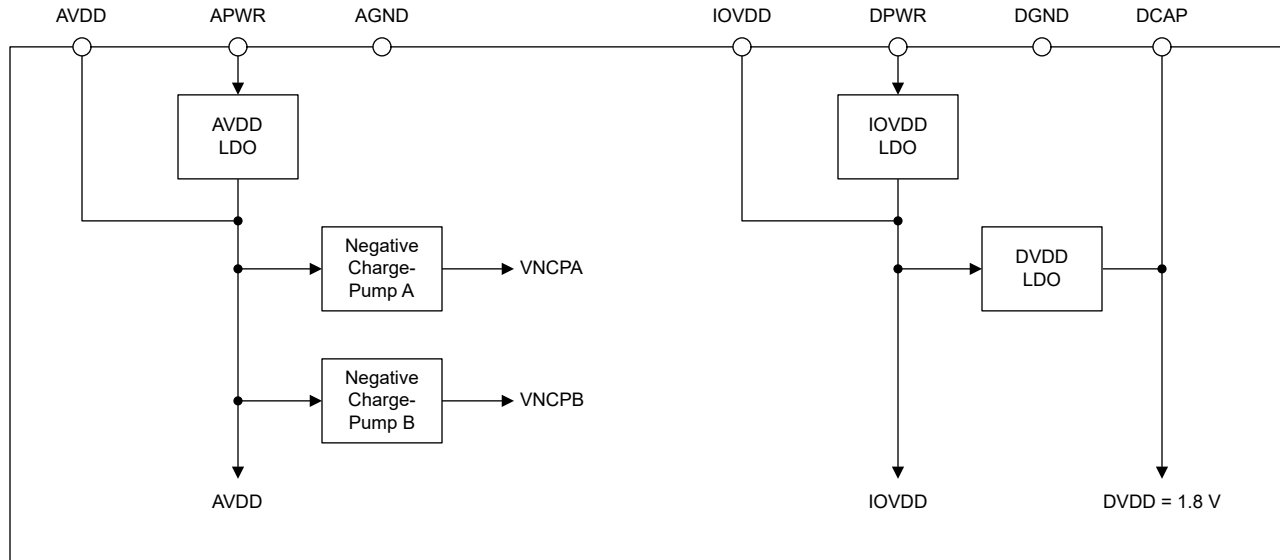 AVDD
APWR
AGND
IOVDD
DPWR
DGND
DCAP
AVDD
LDO
IOVDD
LDO
Negative
Charge-
Pump A
VNCPA
DVDD
LDO
Negative
Charge-
Pump B
VNCPB
AVDD
IOVDD
DVDD = 1.8 V